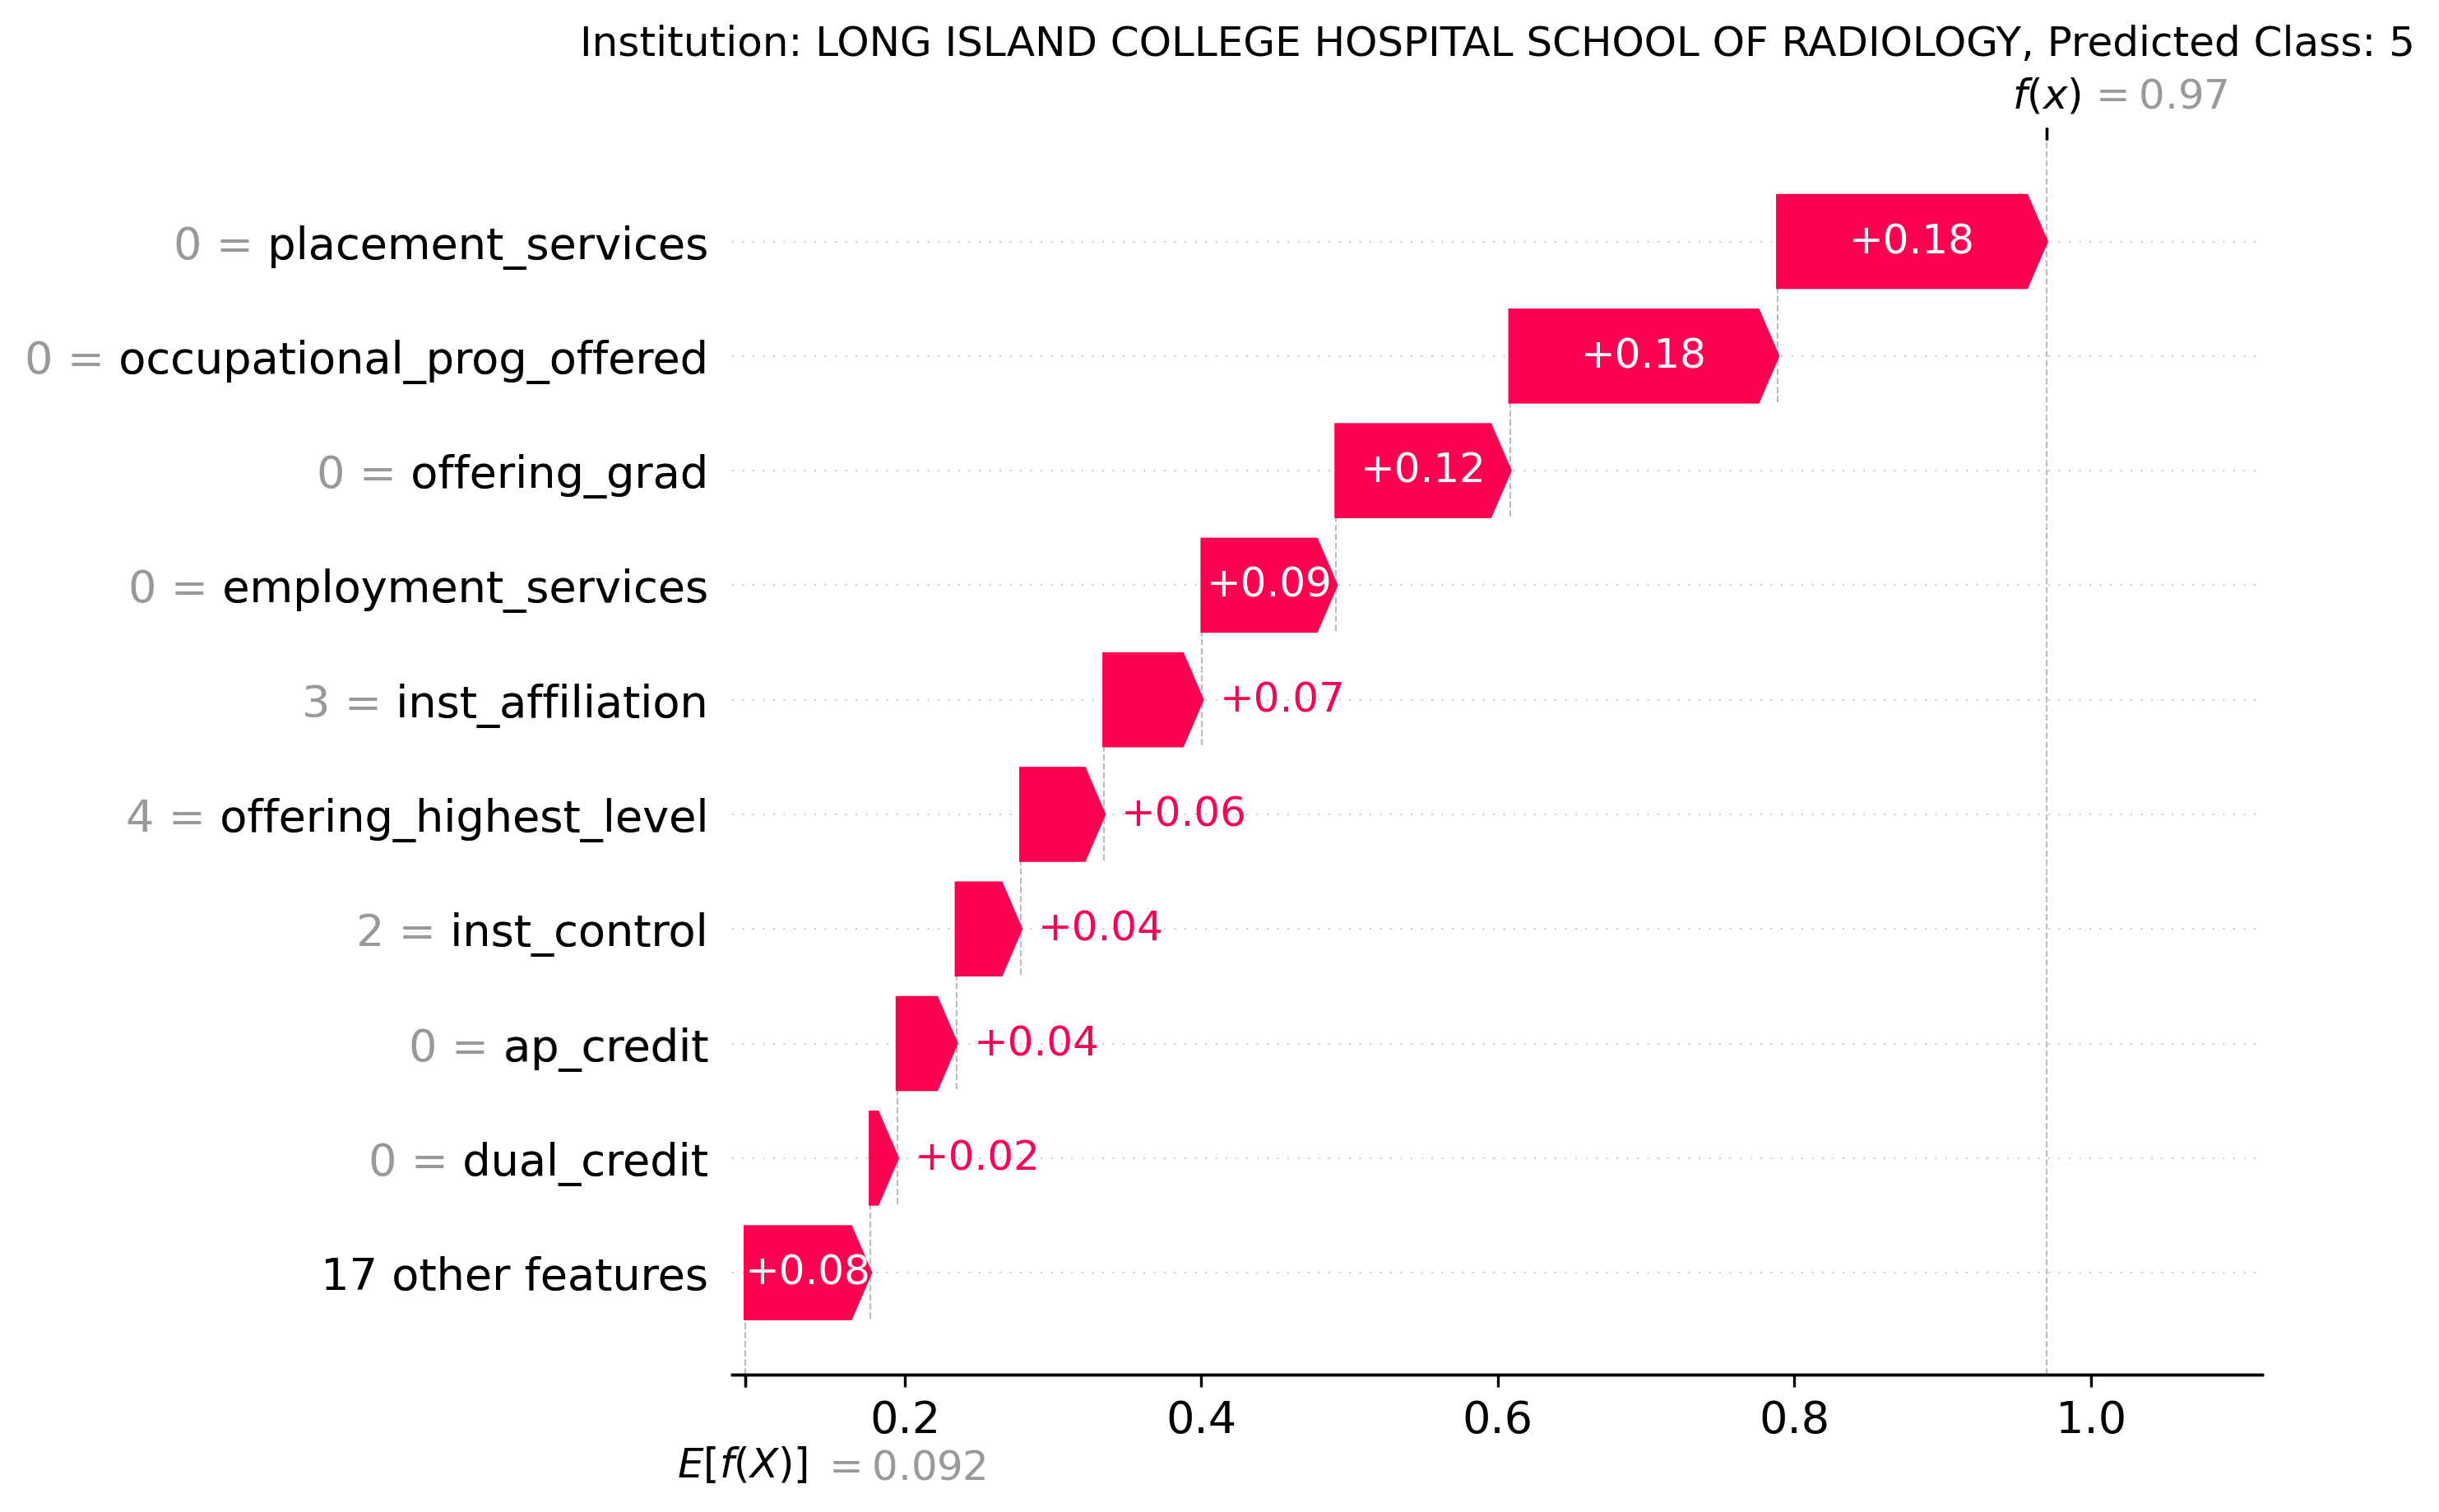 Institution: LONG ISLAND COLLEGE HOSPITAL SCHOOL OF RADIOLOGY, Predicted Class: 5
f(x) = 0.97
0 = placement_services +0.18
0 = occupational_prog_offered +0.18
0 = offering_grad +0.12
0 = employment_services +0.09
3 = inst_affiliation +0.07
4 = offering_highest_level +0.06
2 = inst_control +0.04
0 = ap_credit +0.04
0 = dual_credit +0.02
17 other features +0.08
0.2 0.4 0.6 0.8 1.0
E[f(X)] = 0.092